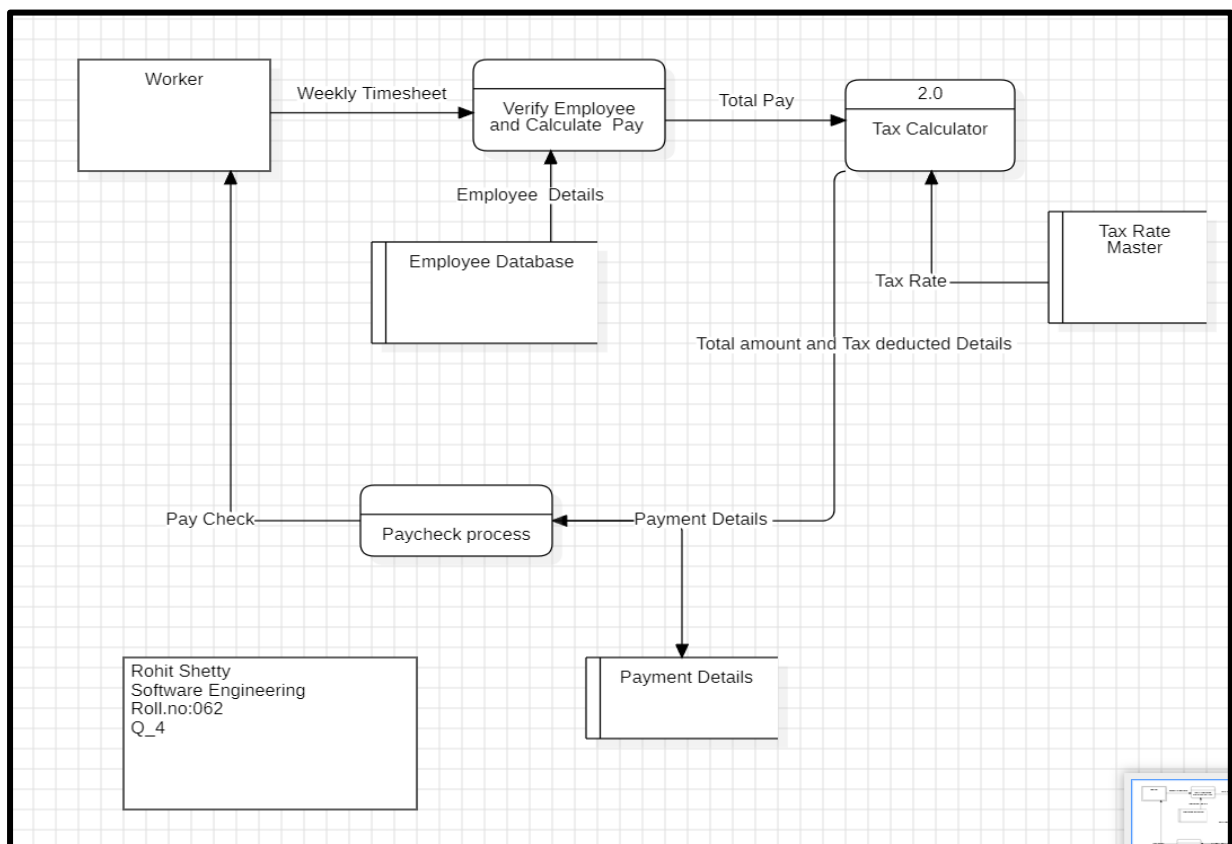 Worker
Weekly Timesheet
Verify Employee
and Calculate  Pay
Total Pay
2.0
Tax Calculator
Employee  Details
Employee Database
Tax Rate
Master
Tax Rate
Total amount and Tax deducted Details
Pay Check
Paycheck process
Payment Details
Payment Details
Rohit Shetty
Software Engineering
Roll.no:062
Q_4